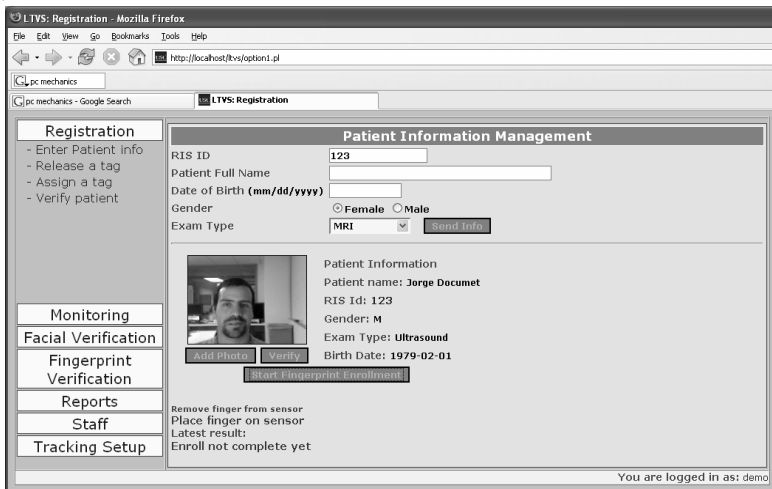 LTVS: Registration - Mozilla Firefox
File Edit View Go Bookmarks Tools Help
http://localhost/ltvs/option1.pl
pc mechanics
pc mechanics - Google Search
LTVS: Registration
Registration
- Enter Patient info
- Release a tag
- Assign a tag
- Verify patient
Monitoring
Facial Verification
Fingerprint
Verification
Reports
Staff
Tracking Setup
Patient Information Management
RIS ID 123
Patient Full Name
Date of Birth (mm/dd/yyyy)
Gender Female Male
Exam Type MRI Send Info
Patient Information
Patient name: Jorge Documet
RIS Id: 123
Gender: M
Exam Type: Ultrasound
Add Photo Verify Birth Date: 1979-02-01
Start Fingerprint Enrollment
Remove finger from sensor
Place finger on sensor
Latest result:
Enroll not complete yet
You are logged in as: demo